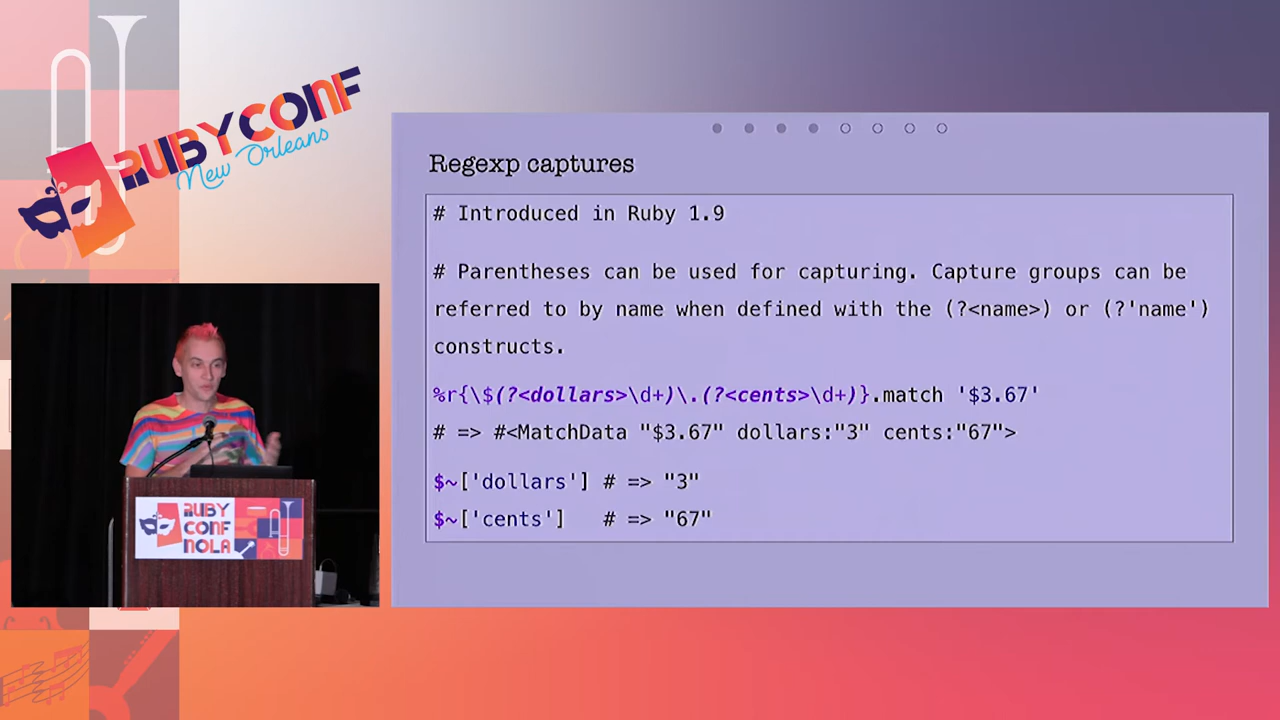 RUBYCONF
New Orleans
Regexp captures
# Introduced in Ruby 1.9
# Parentheses can be used for capturing. Capture groups can be
referred to by name when defined with the (?<name>) or (?'name')
constructs.
%r{\$(?<dollars>\d+)\.(?<cents>\d+)}.match '$3.67'
# => #<MatchData "$3.67" dollars:"3" cents:"67">
$~['dollars'] # => "3"
$~['cents']   # => "67"
RUBY
CONF
NOLA